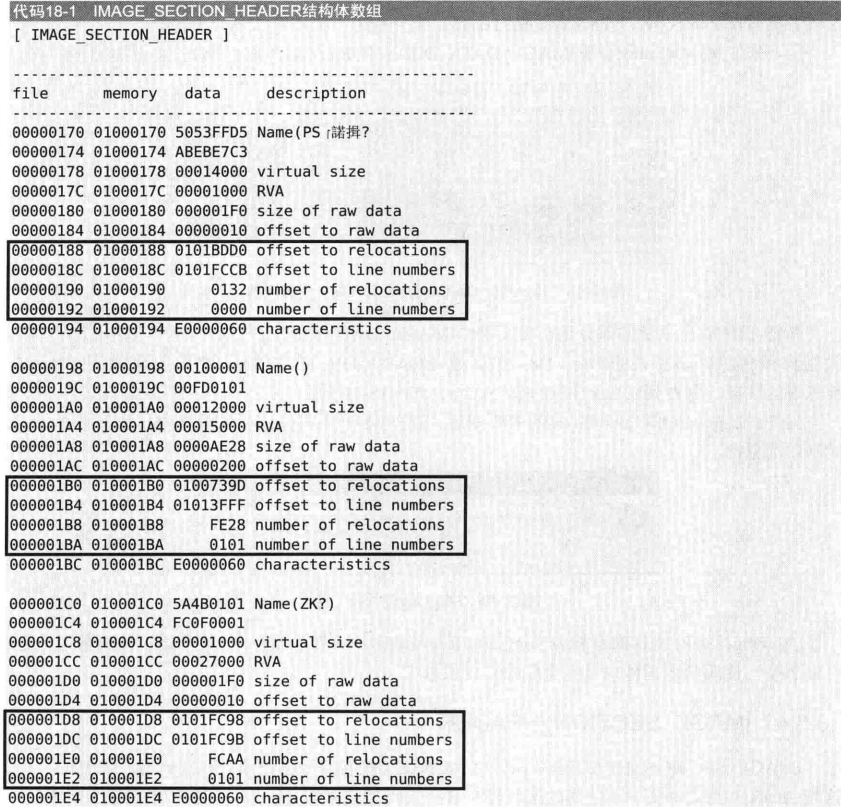 代码18-1 IMAGE_SECTION_HEADER结构体数组
[ IMAGE_SECTION_HEADER ]
-----------------------------------------------
file memory data description
-----------------------------------------------
00000170 01000170 5053FFD5 Name(PS┌諾揖?
00000174 01000174 ABEBE7C3
00000178 01000178 00014000 virtual size
0000017C 0100017C 00001000 RVA
00000180 01000180 000001F0 size of raw data
00000184 01000184 00000010 offset to raw data
00000188 01000188 0101BDD0 offset to relocations
0000018C 0100018C 0101FCCB offset to line numbers
00000190 01000190 0132 number of relocations
00000192 01000192 0000 number of line numbers
00000194 01000194 E0000060 characteristics
00000198 01000198 00100001 Name()
0000019C 0100019C 00FD0101
000001A0 010001A0 00012000 virtual size
000001A4 010001A4 00015000 RVA
000001A8 010001A8 0000AE28 size of raw data
000001AC 010001AC 00000200 offset to raw data
000001B0 010001B0 0100739D offset to relocations
000001B4 010001B4 01013FFF offset to line numbers
000001B8 010001B8 FE28 number of relocations
000001BA 010001BA 0101 number of line numbers
000001BC 010001BC E0000060 characteristics
000001C0 010001C0 5A4B0101 Name(ZK?)
000001C4 010001C4 FC0F0001
000001C8 010001C8 00001000 virtual size
000001CC 010001CC 00027000 RVA
000001D0 010001D0 000001F0 size of raw data
000001D4 010001D4 00000010 offset to raw data
000001D8 010001D8 0101FC98 offset to relocations
000001DC 010001DC 0101FC9B offset to line numbers
000001E0 010001E0 FCAA number of relocations
000001E2 010001E2 0101 number of line numbers
000001E4 010001E4 E0000060 characteristics